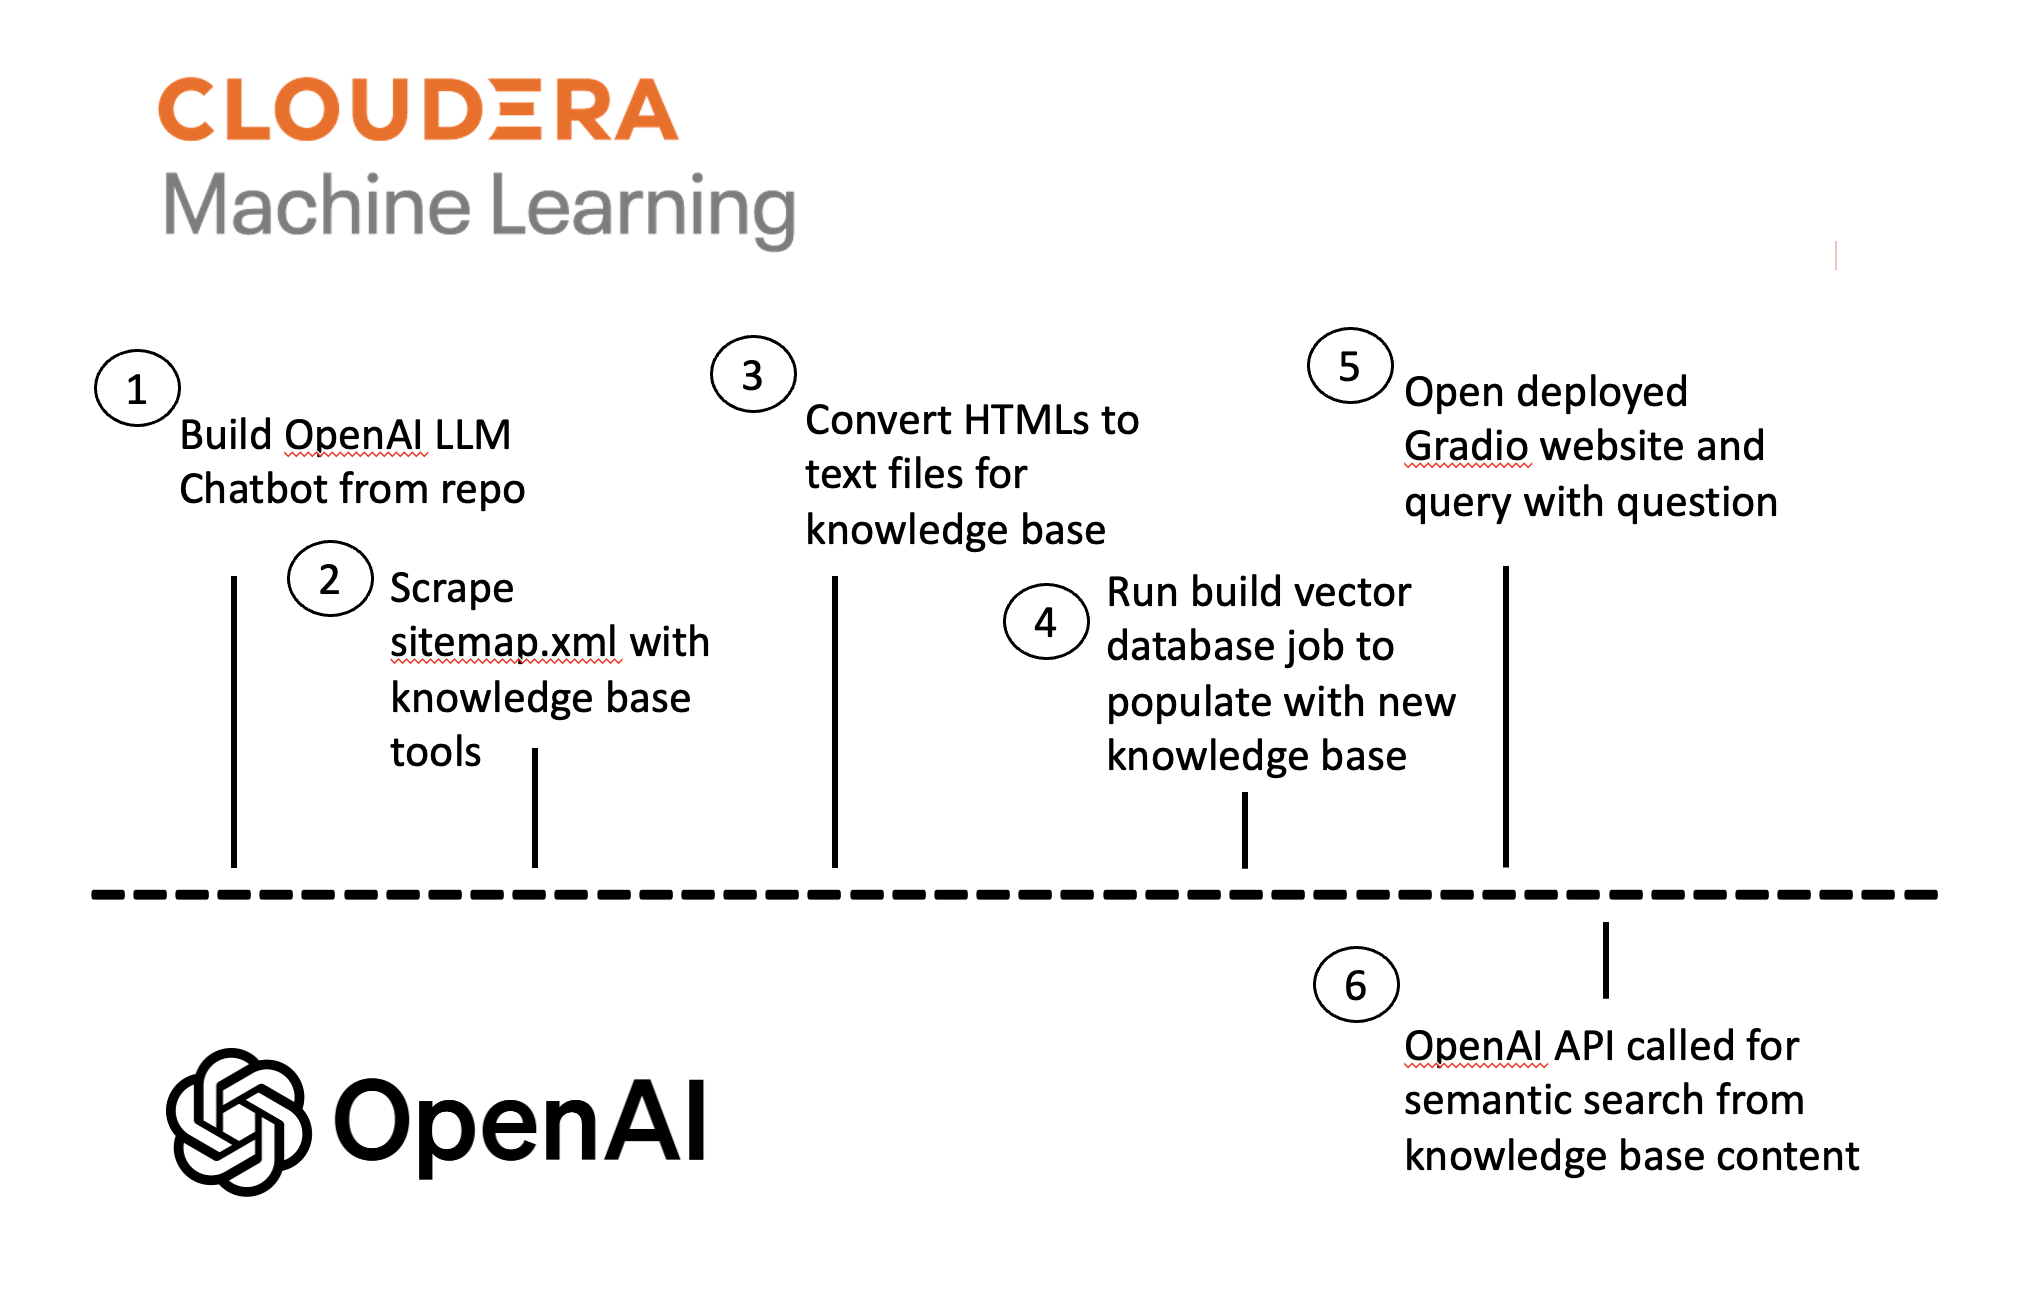 CLOUDERA
Machine Learning
1
Build OpenAI LLM
Chatbot from repo
2
Scrape
sitemap.xml with
knowledge base
tools
3
Convert HTMLs to
text files for
knowledge base
4
Run build vector
database job to
populate with new
knowledge base
5
Open deployed
Gradio website and
query with question
6
OpenAI API called for
semantic search from
knowledge base content
OpenAI